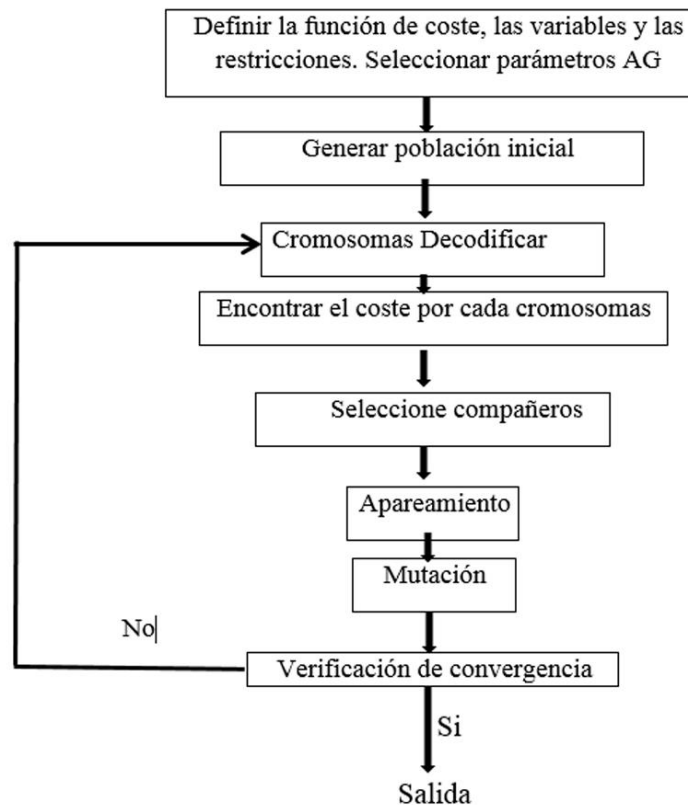 Definir la función de coste, las variables y las
restricciones. Seleccionar parámetros AG
Generar población inicial
Cromosomas Decodificar
Encontrar el coste por cada cromosomas
Seleccione compañeros
Apareamiento
Mutación
No
Verificación de convergencia
Si
Salida